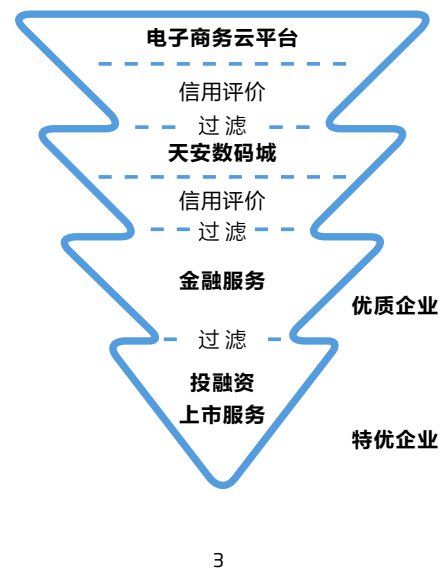 电子商务云平台
信用评价
过滤
天安数码城
信用评价
过滤
金融服务
优质企业
过滤
投融资
上市服务
特优企业
3